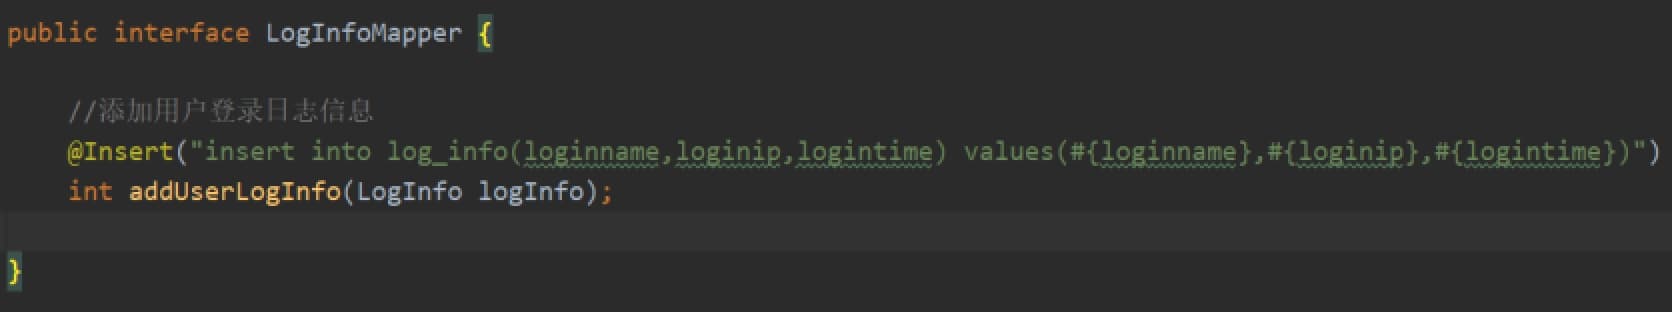 public interface LogInfoMapper {
//添加用户登录日志信息
@Insert("insert into log_info(loginname,loginip,logintime) values(#{loginname},#{loginip},#{logintime})")
int addUserLogInfo(LogInfo logInfo);
}